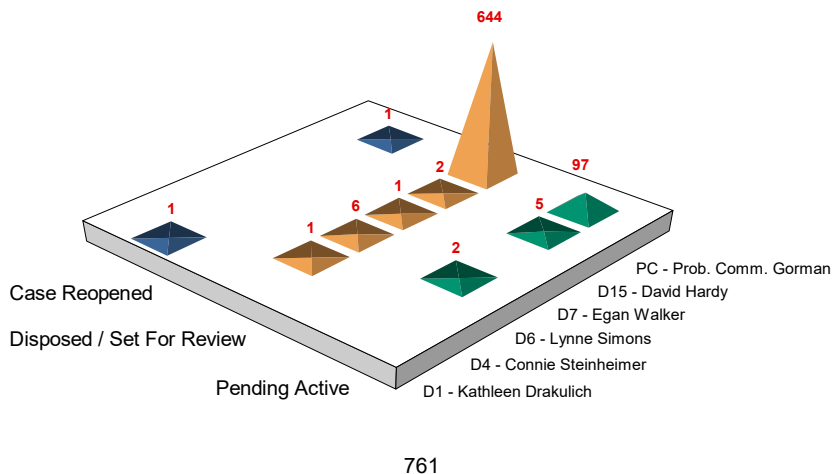 644
1
97
2
1
5
6
1
1
2
PC - Prob. Comm. Gorman
D15 - David Hardy
Case Reopened
D7 - Egan Walker
Disposed / Set For Review
D6 - Lynne Simons
D4 - Connie Steinheimer
Pending Active
D1 - Kathleen Drakulich
761